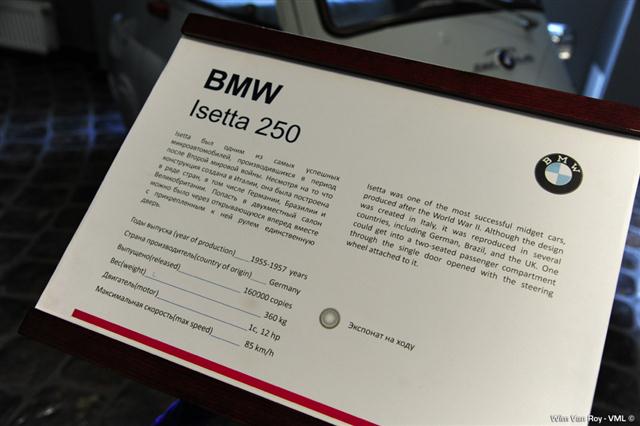 BMW
Isetta 250
Isetta был одним из самых успешных
микроавтомобилей, производившихся в период
после Второй мировой войны. Несмотря на то что
конструкция создана в Италии, она была построена
в ряде стран, в том числе Германии, Бразилии и
Великобритании. Попасть в двухместный салон
можно было через открывающуюся вперед вместе
с прикрепленным к ней рулем единственную
дверь.
BMW
Isetta was one of the most successful midget cars,
produced after the World War II. Although the design
was created in Italy, it was reproduced in several
countries, including German, Brazil, and the UK. One
could get into a two-seated passenger compartment
through the single door opened with the steering
wheel attached to it.
Годы выпуска (year of production)____1955-1957 years
Страна производитель(country of origin)____Germany
Выпущено(released)____160000 copies
Вес(weight) :____360 kg
Двигатель(motor)____1c, 12 hp
Максимальная скорость(max speed)____85 km/h
Экспонат на ходу
Wim Van Roy - VML ©